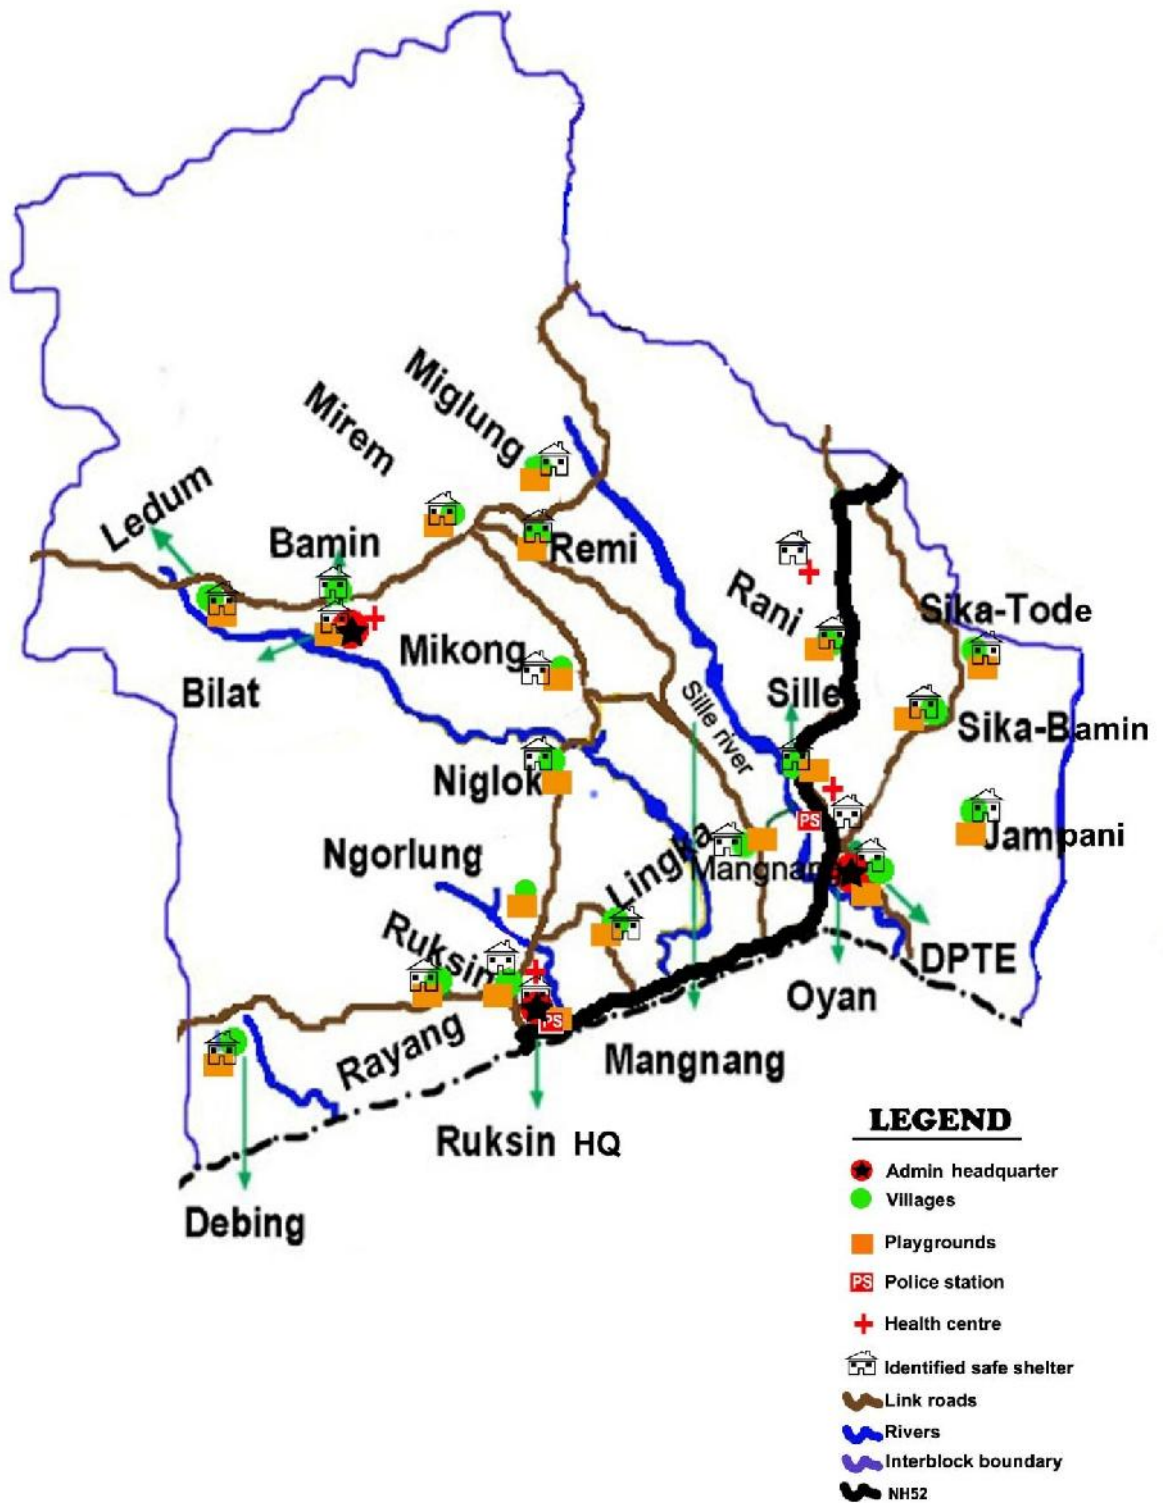 Miglung
Mirem
Ledum
Bamin
Remi
Rani
Sika-Tode
Mikong
Bilat
Sille
Sille river
Sika-Bamin
Niglok
PS
Jampani
Ngorlung
Lingka
Mangnang
Ruksin
DPTE
Oyan
PS
Rayang
Mangnang
Ruksin HQ
Debing
LEGEND
Admin headquarter
Villages
Playgrounds
PS Police station
Health centre
Identified safe shelter
Link roads
Rivers
Interblock boundary
NH52